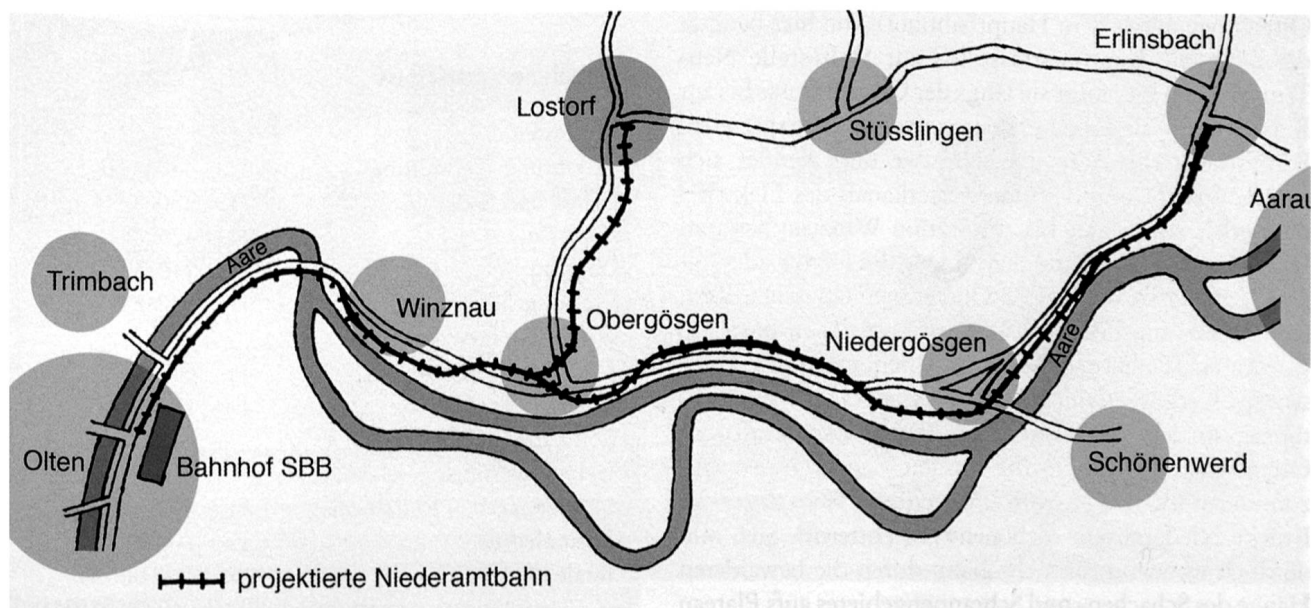 Erlinsbach
Lostorf
Stüsslingen
Aarau
Aare
Trimbach
Winznau
Obergösgen
Niedergösgen
Aare
Olten
Bahnhof SBB
Schönenwerd
projektierte Niederamtbahn